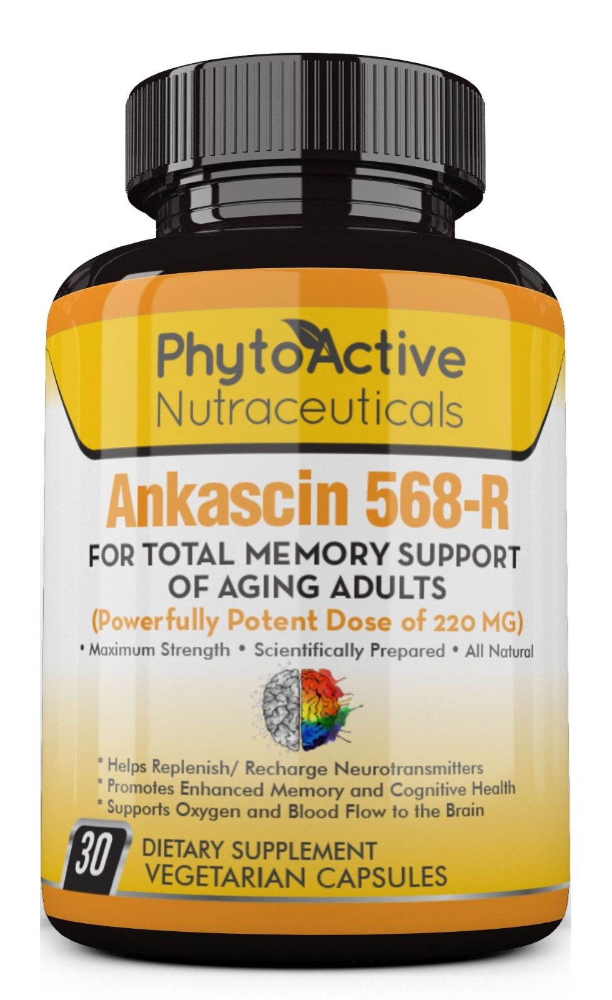 PhytoActive
Nutraceuticals
Ankascin 568-R
FOR TOTAL MEMORY SUPPORT
OF AGING ADULTS
(Powerfully Potent Dose of 220 MG)
• Maximum Strength • Scientifically Prepared • All Natural
* Helps Replenish/ Recharge Neurotransmitters
* Promotes Enhanced Memory and Cognitive Health
* Supports Oxygen and Blood Flow to the Brain
30
DIETARY SUPPLEMENT
VEGETARIAN CAPSULES